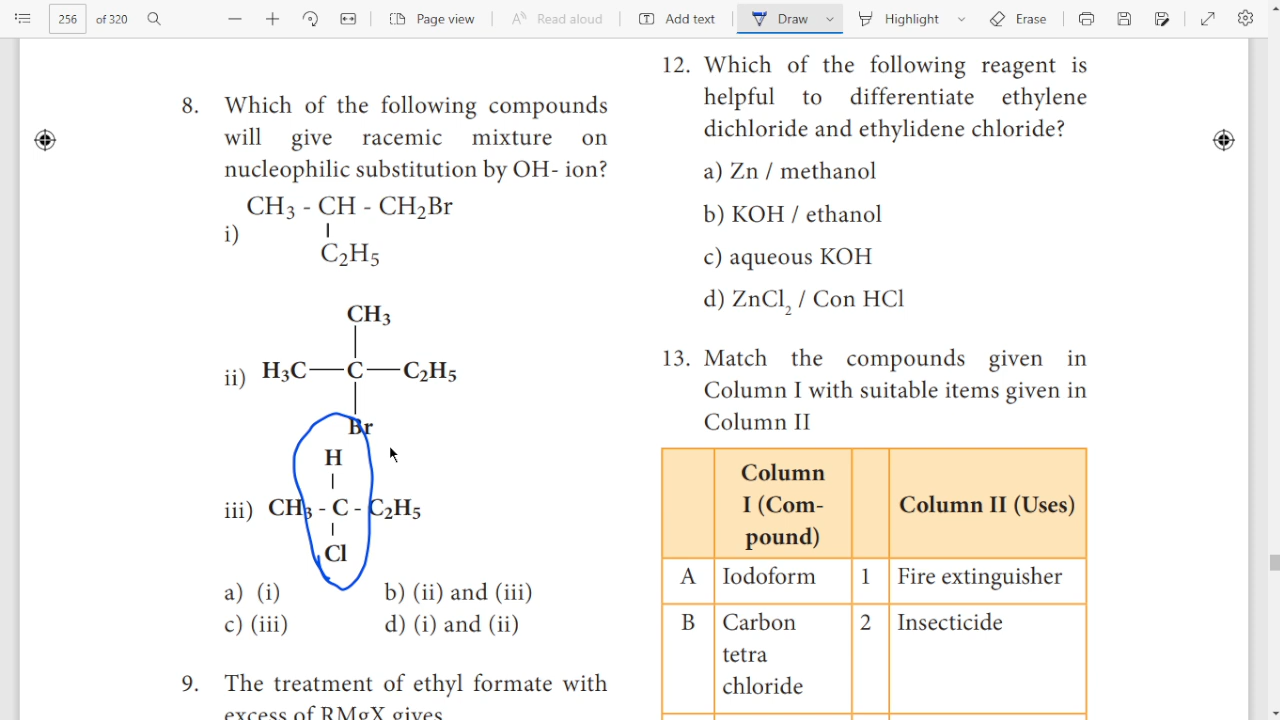 256 of 320 Page view Read aloud Add text Draw Highlight Erase
8. Which of the following compounds
will give racemic mixture on
nucleophilic substitution by OH- ion?
CH₃ - CH - CH₂Br
i)
C₂H₅
CH₃
ii) H₃C—C—C₂H₅
Br
H
iii) CH₃ - C - C₂H₅
Cl
a) (i) b) (ii) and (iii)
c) (iii) d) (i) and (ii)
9. The treatment of ethyl formate with
excess of RMgX gives
12. Which of the following reagent is
helpful to differentiate ethylene
dichloride and ethylidene chloride?
a) Zn / methanol
b) KOH / ethanol
c) aqueous KOH
d) ZnCl₂ / Con HCl
13. Match the compounds given in
Column I with suitable items given in
Column II
Column
I (Com-
pound)
Column II (Uses)
A Iodoform 1 Fire extinguisher
B Carbon 2 Insecticide
tetra
chloride